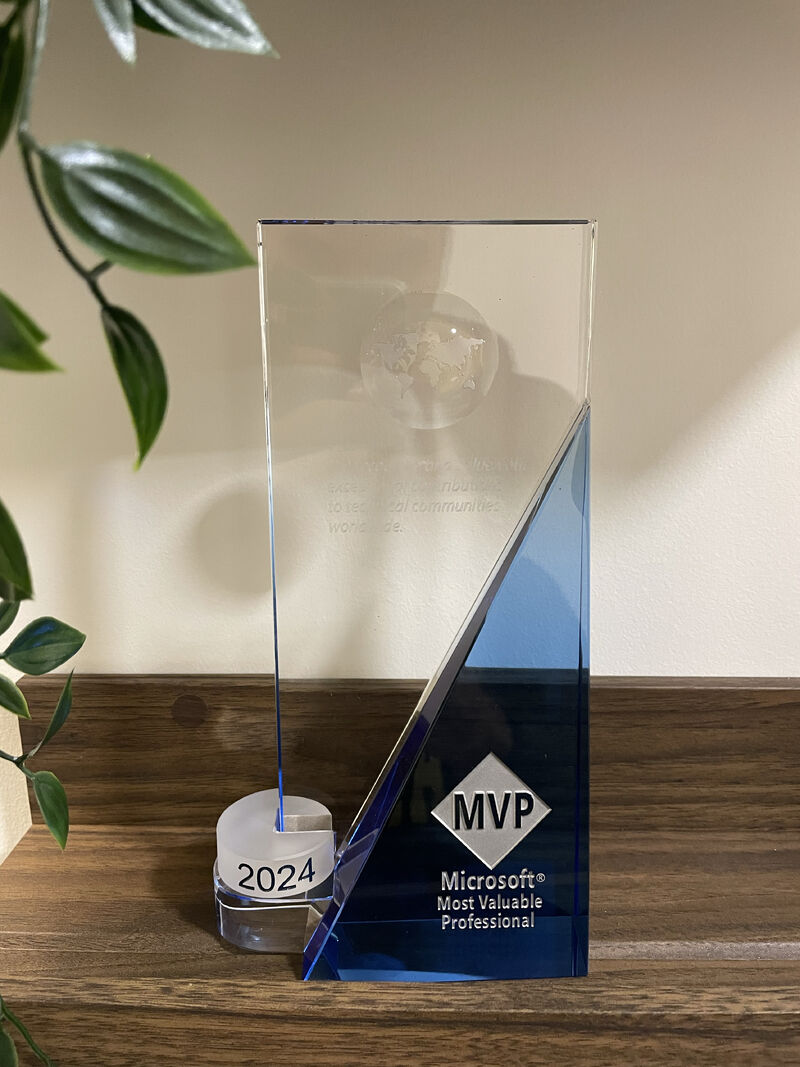 to technical communities
worldwide.
2024
MVP
Microsoft®
Most Valuable
Professional